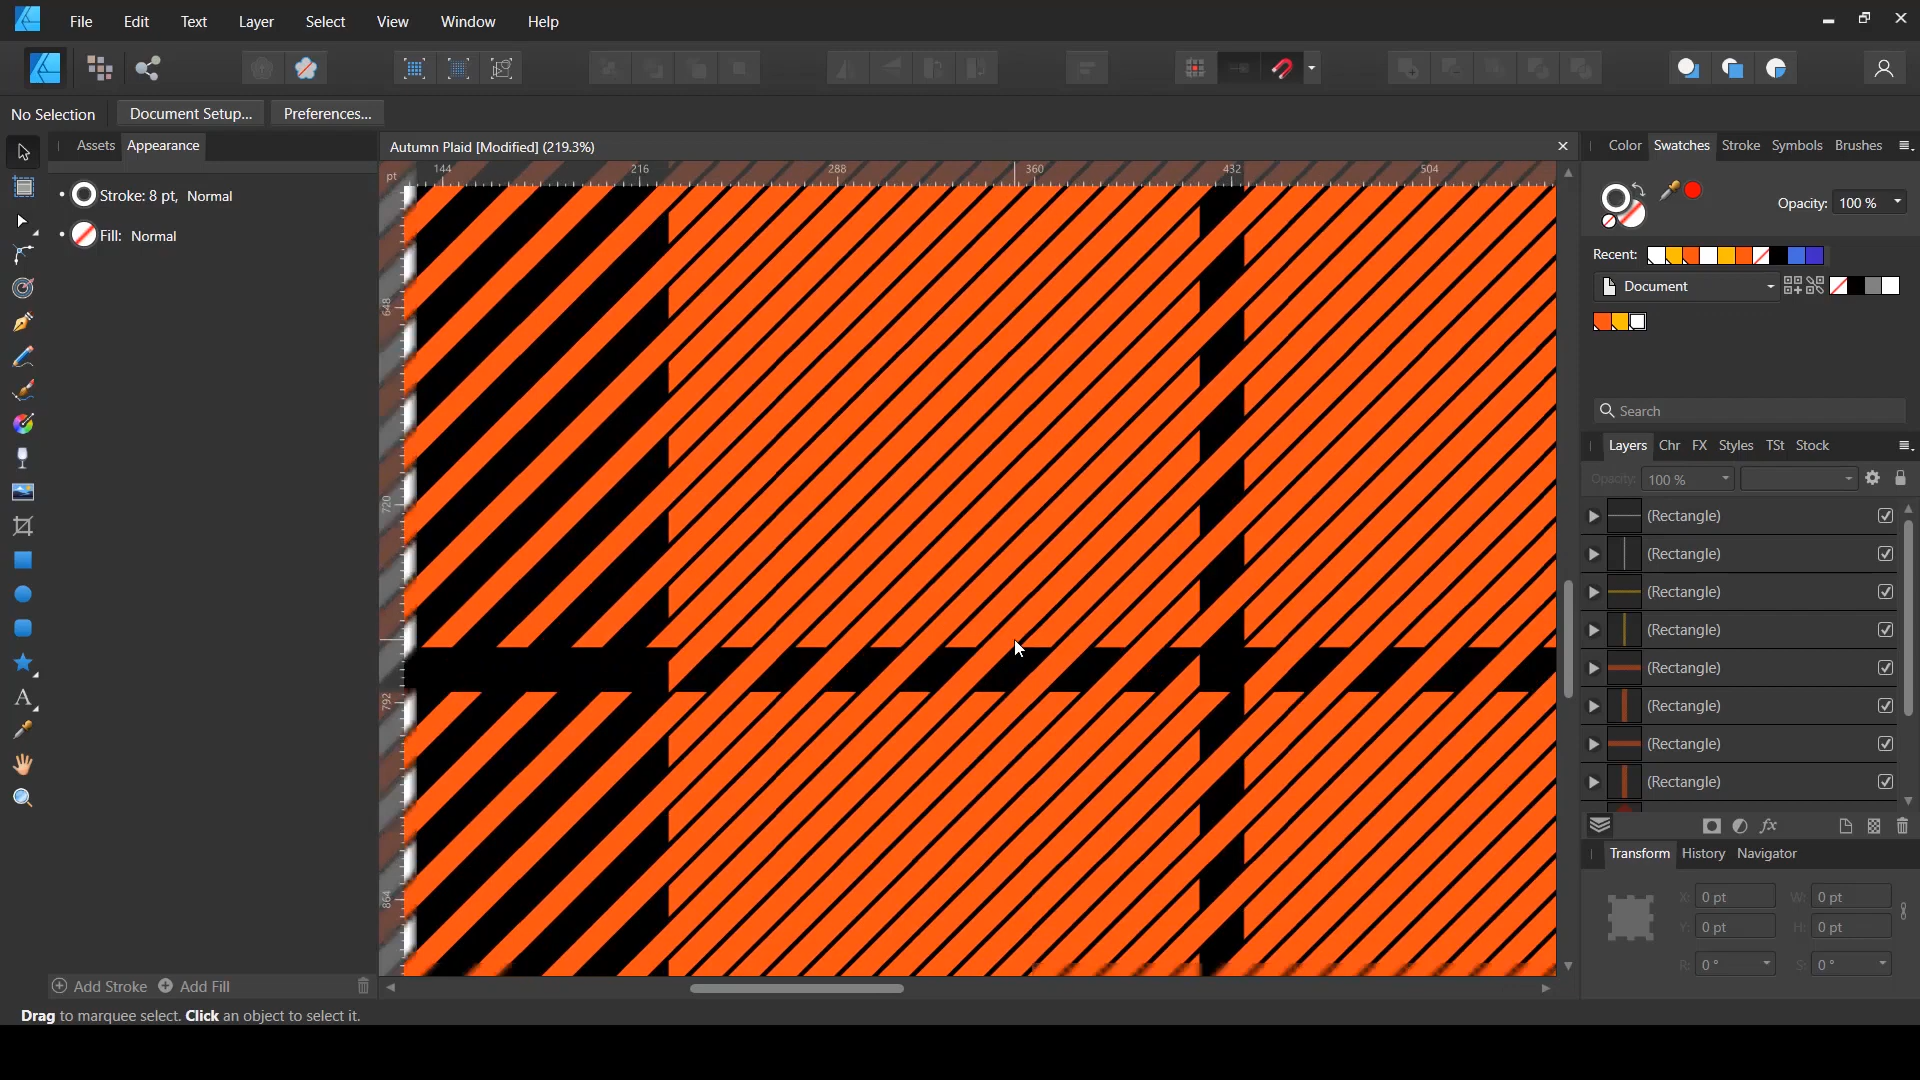 File Edit Text Layer Select View Window Help
No Selection Document Setup... Preferences...
Assets Appearance
Autumn Plaid [Modified] (219.3%)
Color Swatches Stroke Symbols Brushes
pt 144 216 288 360 432 504
Stroke: 8 pt, Normal
Opacity: 100 %
Fill: Normal
Recent:
Document
648
Search
Layers Chr FX Styles TSt Stock
Opacity: 100 %
720
(Rectangle)
(Rectangle)
(Rectangle)
(Rectangle)
(Rectangle)
(Rectangle)
(Rectangle)
(Rectangle)
792
Transform History Navigator
864
X: 0 pt W: 0 pt
Y: 0 pt H: 0 pt
R: 0 ° S: 0 °
Add Stroke Add Fill
Drag to marquee select. Click an object to select it.